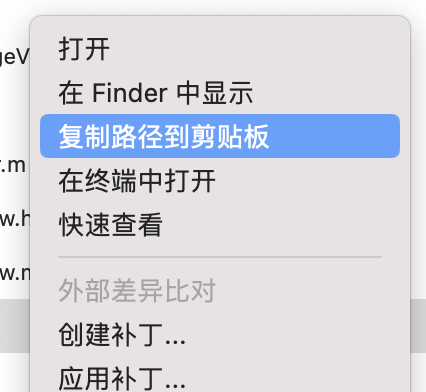 打开
在 Finder 中显示
复制路径到剪贴板
r.m
在终端中打开
w.h
快速查看
w.m
外部差异比对
创建补丁...
应用补丁...